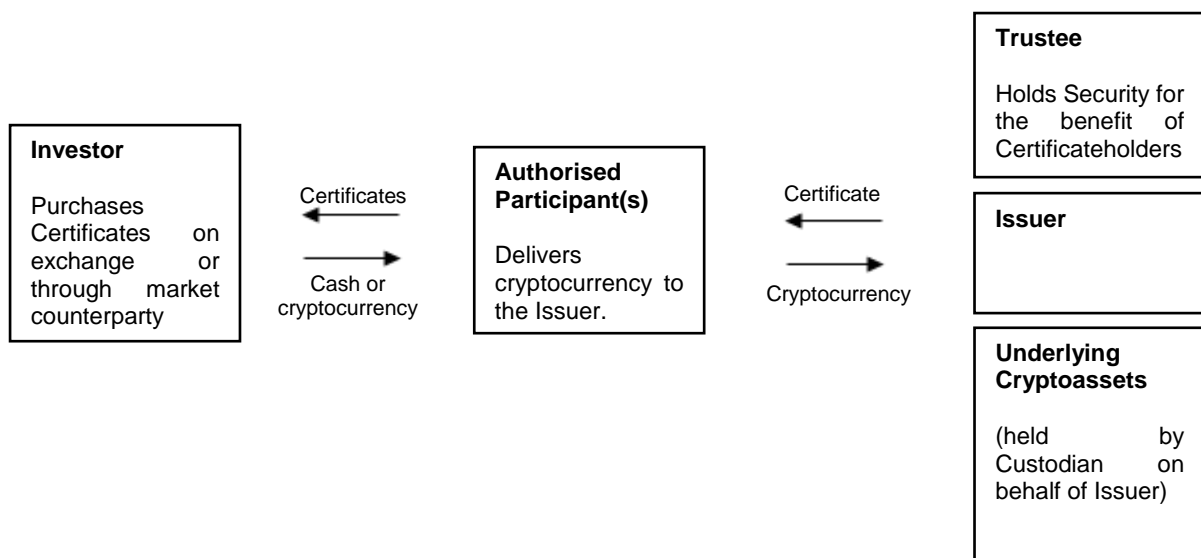 Investor
Purchases
Certificates on
exchange or
through market
counterparty
Certificates
Cash or
cryptocurrency
Authorised
Participant(s)
Delivers
cryptocurrency to
the Issuer.
Certificate
Cryptocurrency
Trustee
Holds Security for
the benefit of
Certificateholders
Issuer
Underlying
Cryptoassets
(held by
Custodian on
behalf of Issuer)